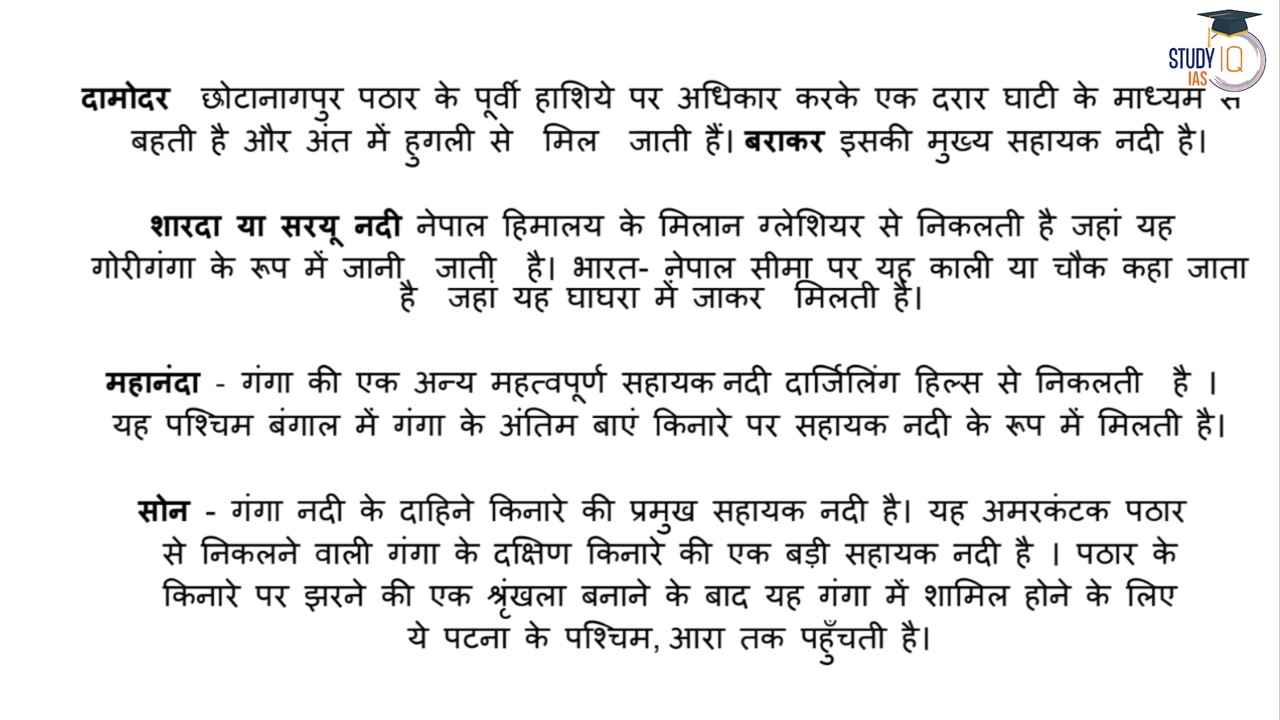 STUDY IQ
IAS
दामोदर छोटानागपुर पठार के पूर्वी हाशिये पर अधिकार करके एक दरार घाटी के माध्यम से
बहती है और अंत में हुगली से मिल जाती हैं। बराकर इसकी मुख्य सहायक नदी है।
शारदा या सरयू नदी नेपाल हिमालय के मिलान ग्लेशियर से निकलती है जहां यह
गोरीगंगा के रूप में जानी जाती है। भारत- नेपाल सीमा पर यह काली या चौक कहा जाता
है जहां यह घाघरा में जाकर मिलती है।
महानंदा - गंगा की एक अन्य महत्वपूर्ण सहायक नदी दार्जिलिंग हिल्स से निकलती है ।
यह पश्चिम बंगाल में गंगा के अंतिम बाएं किनारे पर सहायक नदी के रूप में मिलती है।
सोन - गंगा नदी के दाहिने किनारे की प्रमुख सहायक नदी है। यह अमरकंटक पठार
से निकलने वाली गंगा के दक्षिण किनारे की एक बड़ी सहायक नदी है । पठार के
किनारे पर झरने की एक श्रृंखला बनाने के बाद यह गंगा में शामिल होने के लिए
ये पटना के पश्चिम, आरा तक पहुँचती है।